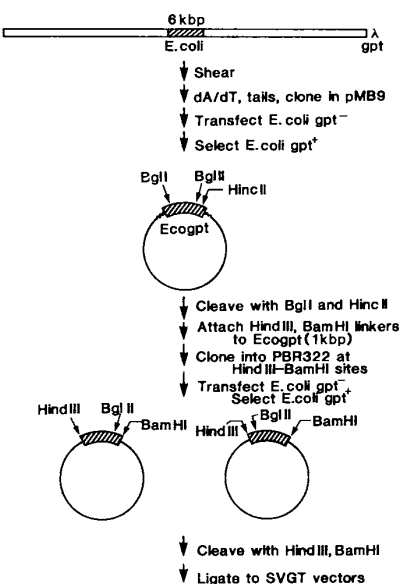 6kbp
λ
E.coli
gpt
Shear
dA/dT, tails, clone in pMB9
Transfect E.coli gpt⁻
Select E.coli gpt⁺
BglI
BglII
HincII
Ecogpt
Cleave with BglI and HincII
Attach HindIII, BamHI linkers
to Ecogpt(1kbp)
Clone into PBR322 at
HindIII–BamHI sites
Transfect E.coli gpt⁻
Select E.coli gpt⁺
HindIII
BglII
BamHI
HindIII
BglII
BamHI
Cleave with HindIII, BamHI
Ligate to SVGT vectors